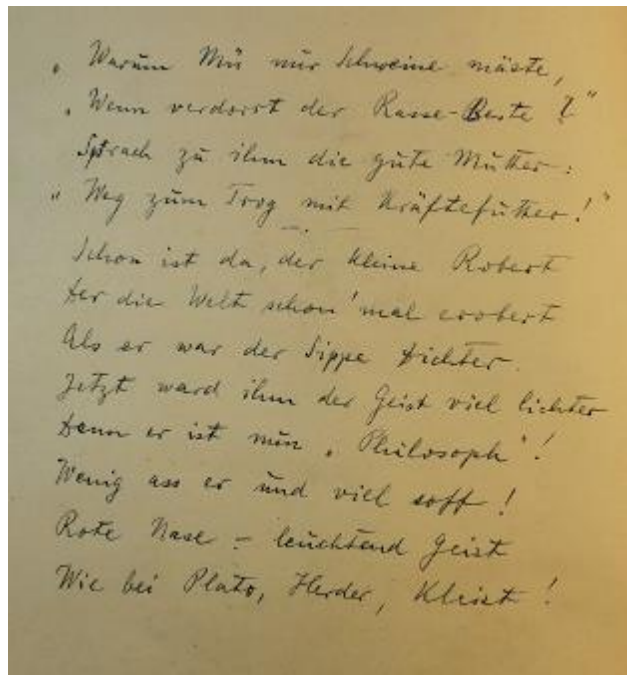 „Warum Mü nur Schweine mäste,
„Wenn verdorrt der Rasse-Beste?"
Sprach zu ihm die gute Mutter:
„Weg zum Trog mit Kräftefutter!"
Schon ist da, der kleine Robert
Der die Welt schon 'mal erobert
Als er war der Sippe Dichter.
Jetzt ward ihm der Geist viel lichter
Denn er ist nun „Philosoph"!
Wenig ass er und viel soff!
Rote Nase = leuchtend Geist
Wie bei Plato, Herder, Kleist!